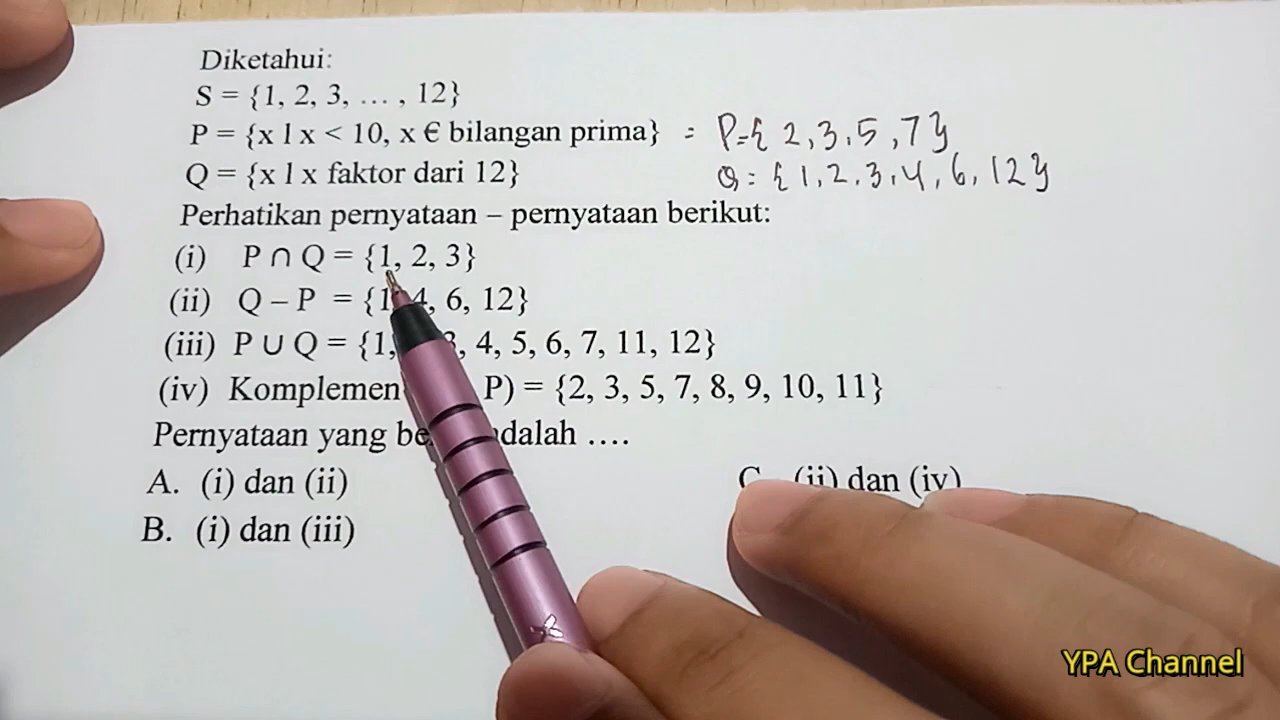 Diketahui:
S = {1, 2, 3, … , 12}
P = {x l x < 10, x € bilangan prima} = P={ 2, 3, 5, 7}
Q = {x l x faktor dari 12} Q = { 1, 2, 3, 4, 6, 12}
Perhatikan pernyataan – pernyataan berikut:
(i) P ∩ Q = {1, 2, 3}
(ii) Q – P = {1, 4, 6, 12}
(iii) P ∪ Q = {1, 3, 4, 5, 6, 7, 11, 12}
(iv) Komplemen P) = {2, 3, 5, 7, 8, 9, 10, 11}
Pernyataan yang adalah ….
A. (i) dan (ii) C. (ii) dan (iv)
B. (i) dan (iii)
YPA Channel